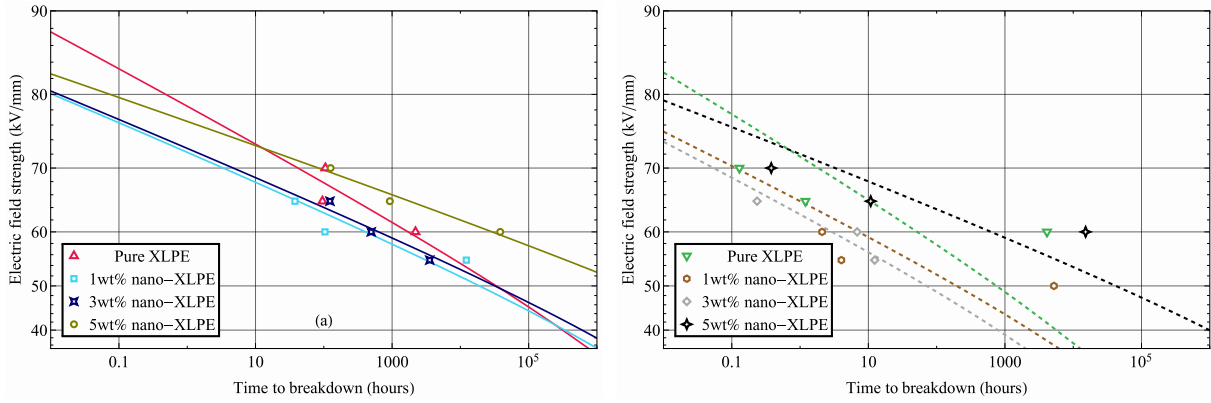 90
80
70
60
50
40
Electric field strength (kV/mm)
Pure XLPE
1wt% nano−XLPE
3wt% nano−XLPE
5wt% nano−XLPE
(a)
0.1
10
1000
10⁵
Time to breakdown (hours)
90
80
70
60
50
40
Electric field strength (kV/mm)
Pure XLPE
1wt% nano−XLPE
3wt% nano−XLPE
5wt% nano−XLPE
0.1
10
1000
10⁵
Time to breakdown (hours)